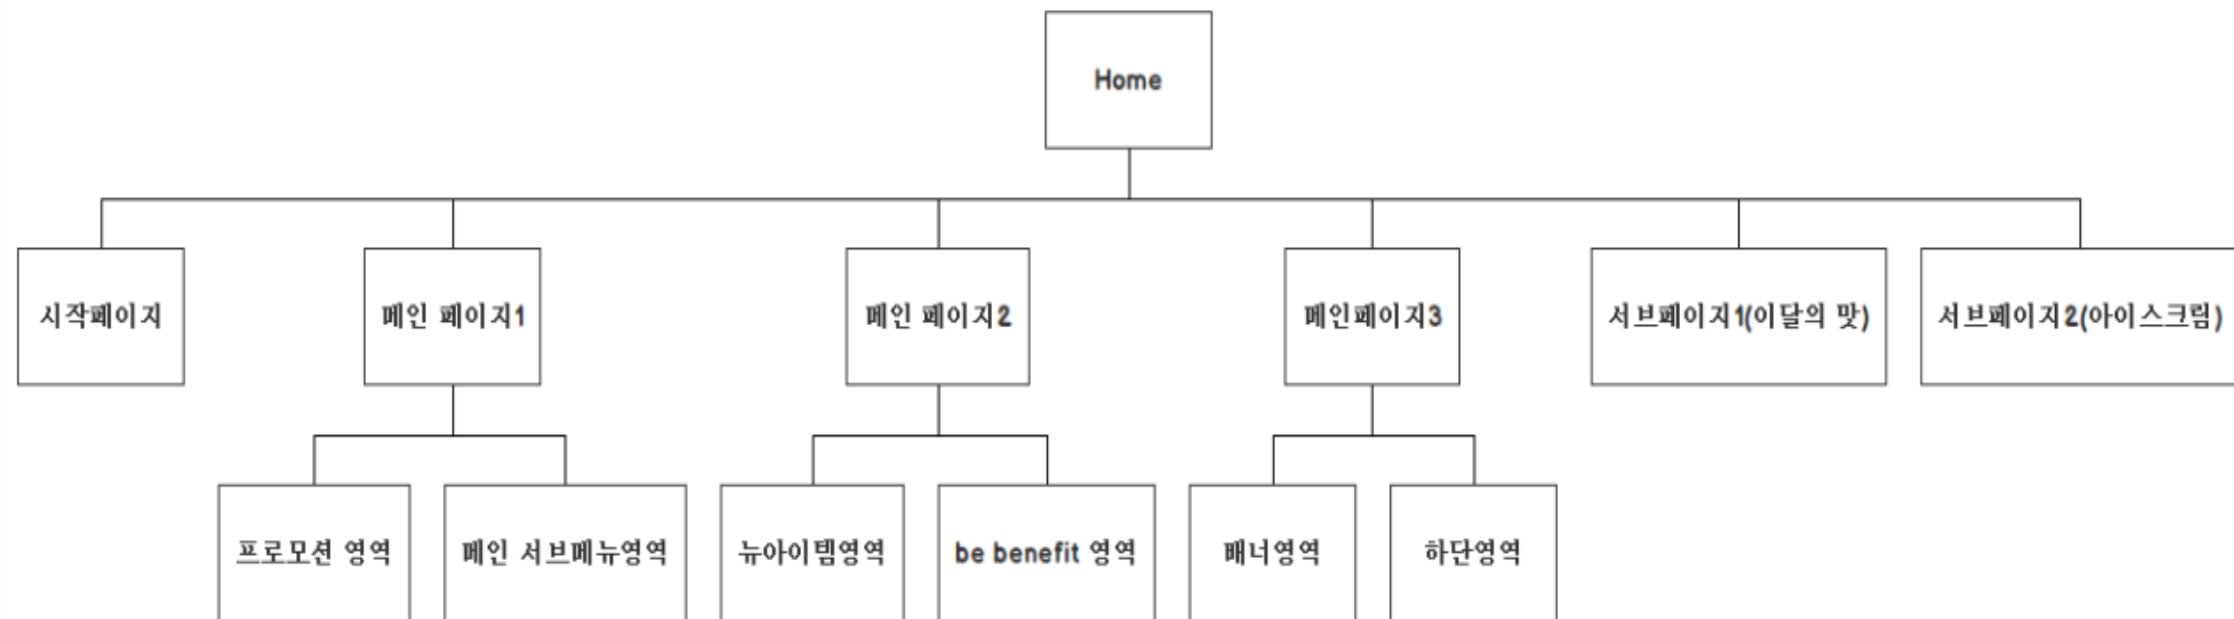 Home
시작페이지
메인 페이지1
메인 페이지2
메인페이지3
서브페이지1(이달의 맛)
서브페이지2(아이스크림)
프로모션 영역
메인 서브메뉴영역
뉴아이템영역
be benefit 영역
배너영역
하단영역